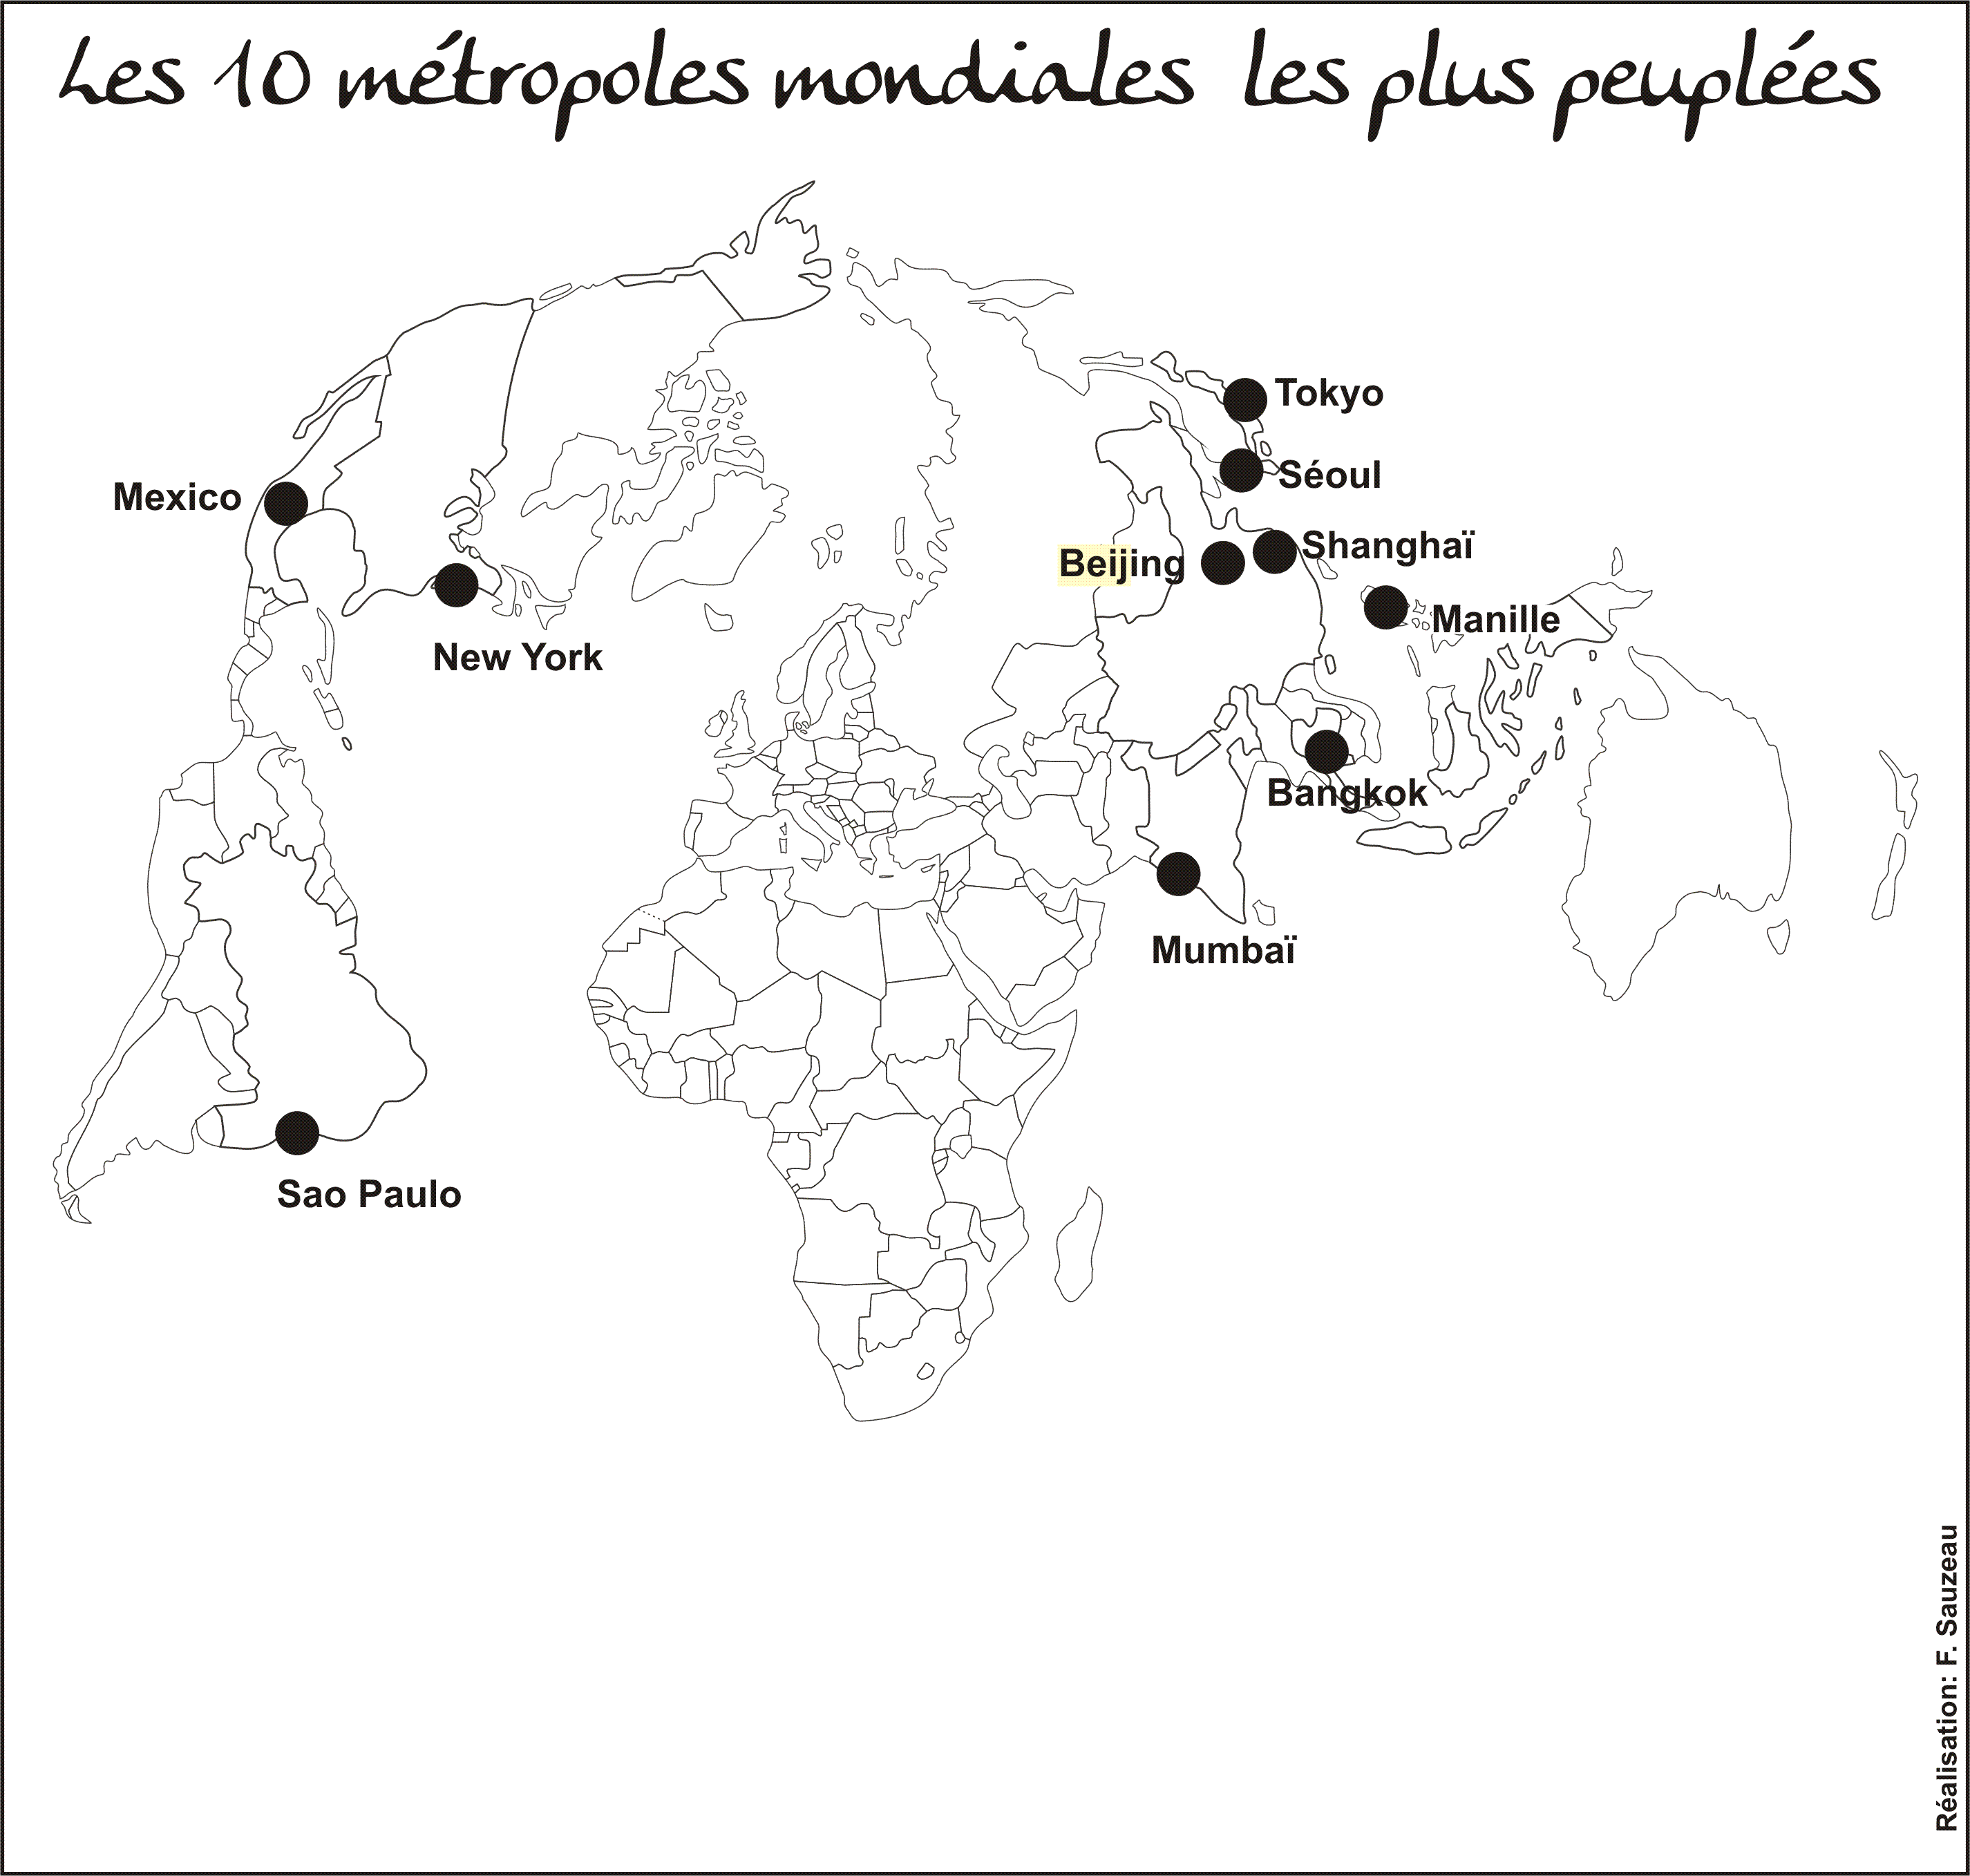 Les 10 métropoles mondiales les plus peuplées
Tokyo
Séoul
Mexico
Shanghaï
Beijing
Manille
New York
Bangkok
Mumbaï
Sao Paulo
Réalisation: F. Sauzeau